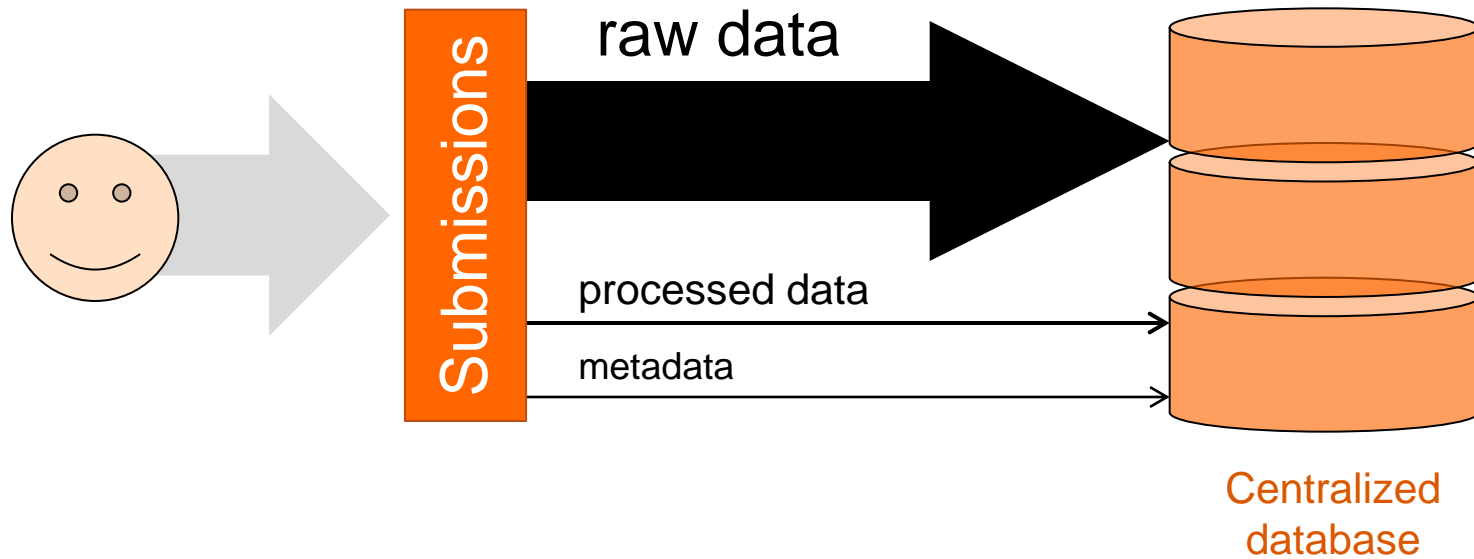 Submissions
raw data
processed data
metadata
Centralized
database